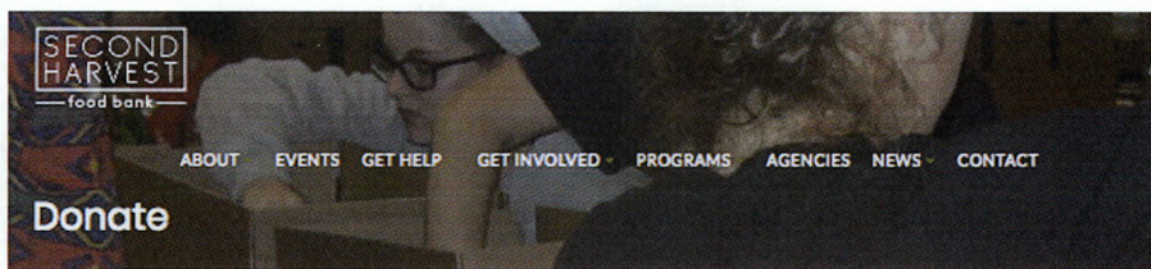 SECOND
HARVEST
food bank
ABOUT EVENTS GET HELP GET INVOLVED PROGRAMS AGENCIES NEWS CONTACT
Donate